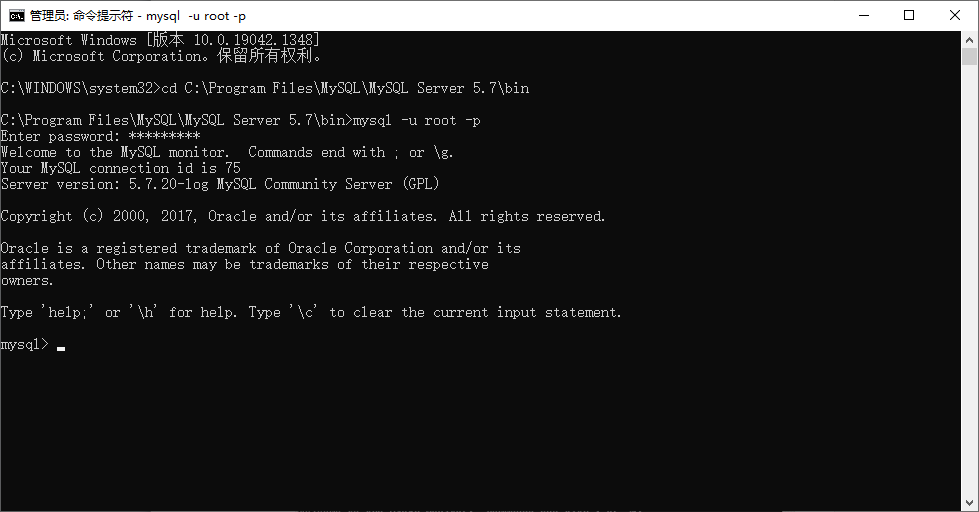 管理员: 命令提示符 - mysql  -u root -p
Microsoft Windows [版本 10.0.19042.1348]
(c) Microsoft Corporation。保留所有权利。
C:\WINDOWS\system32>cd C:\Program Files\MySQL\MySQL Server 5.7\bin
C:\Program Files\MySQL\MySQL Server 5.7\bin>mysql -u root -p
Enter password: *********
Welcome to the MySQL monitor.  Commands end with ; or \g.
Your MySQL connection id is 75
Server version: 5.7.20-log MySQL Community Server (GPL)
Copyright (c) 2000, 2017, Oracle and/or its affiliates. All rights reserved.
Oracle is a registered trademark of Oracle Corporation and/or its
affiliates. Other names may be trademarks of their respective
owners.
Type 'help;' or '\h' for help. Type '\c' to clear the current input statement.
mysql>